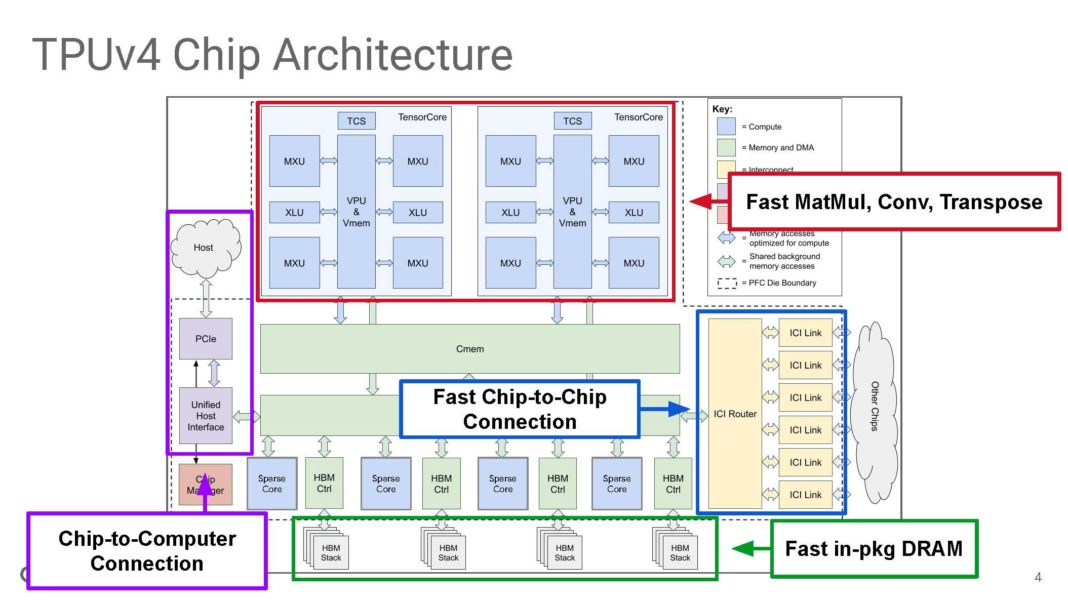 TPUv4 Chip Architecture
TCS
TensorCore
MXU
MXU
VPU
&
Vmem
XLU
XLU
MXU
MXU
TCS
TensorCore
MXU
MXU
VPU
&
Vmem
XLU
XLU
MXU
MXU
Key:
= Compute
= Memory and DMA
= Interconnect
Fast MatMul, Conv, Transpose
= Memory accesses
optimized for compute
= Shared background
memory accesses
= PFC Die Boundary
Host
PCIe
Unified
Host
Interface
Cmem
Fast Chip-to-Chip
Connection
ICI Router
ICI Link
ICI Link
ICI Link
ICI Link
ICI Link
ICI Link
Other Chips
Chip
Manager
Sparse
Core
HBM
Ctrl
Sparse
Core
HBM
Ctrl
Sparse
Core
HBM
Ctrl
Sparse
Core
HBM
Ctrl
Chip-to-Computer
Connection
HBM
Stack
HBM
Stack
HBM
Stack
HBM
Stack
Fast in-pkg DRAM
4